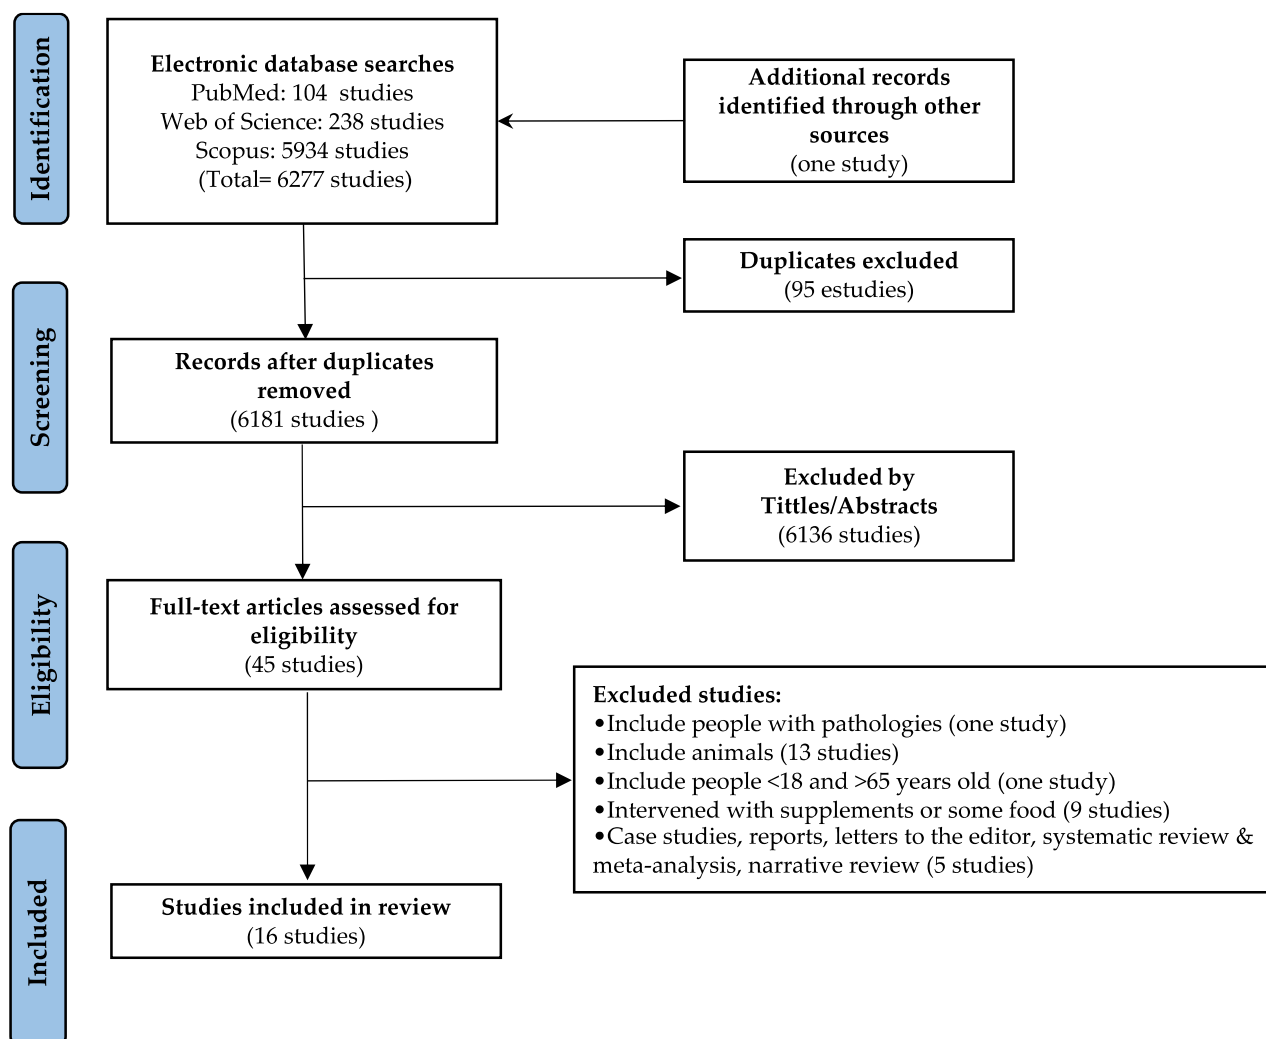 Identification
Electronic database searches
PubMed: 104 studies
Web of Science: 238 studies
Scopus: 5934 studies
(Total= 6277 studies)
Additional records
identified through other
sources
(one study)
Duplicates excluded
(95 estudies)
Screening
Records after duplicates
removed
(6181 studies )
Excluded by
Tittles/Abstracts
(6136 studies)
Eligibility
Full-text articles assessed for
eligibility
(45 studies)
Excluded studies:
•Include people with pathologies (one study)
•Include animals (13 studies)
•Include people <18 and >65 years old (one study)
•Intervened with supplements or some food (9 studies)
•Case studies, reports, letters to the editor, systematic review &
meta-analysis, narrative review (5 studies)
Included
Studies included in review
(16 studies)